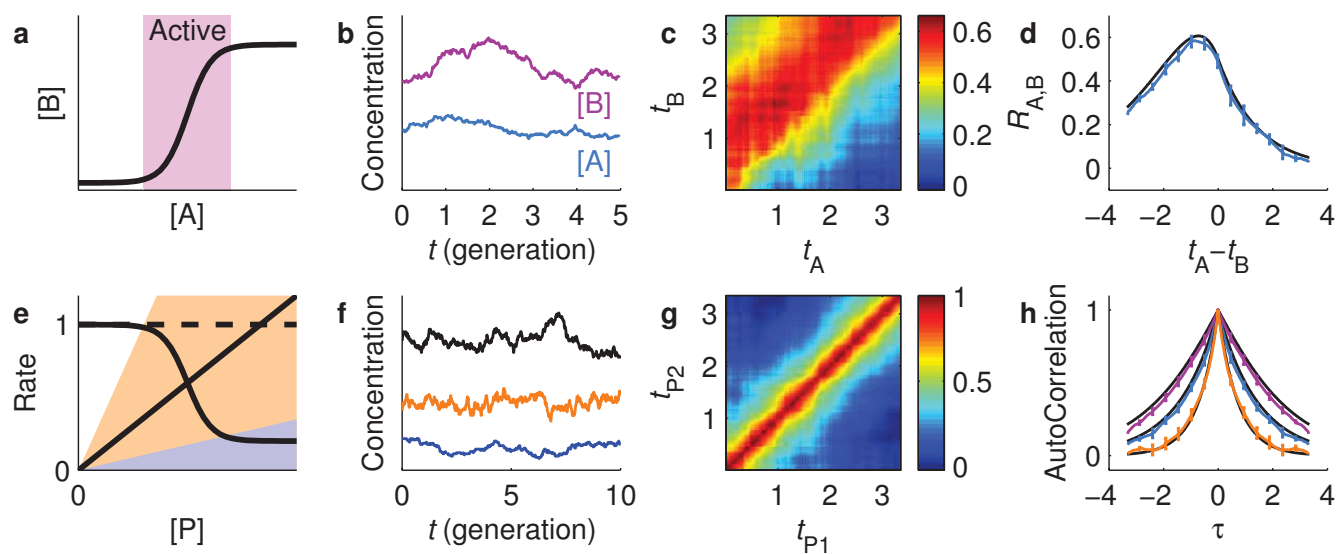 a
Active
[B]
[A]
b
Concentration
[B]
[A]
0 1 2 3 4 5
t (generation)
c
t_B
3
2
1
1 2 3
t_A
0.6
0.4
0.2
0
d
R_A,B
0.6
0.4
0.2
0
−4 −2 0 2 4
t_A−t_B
e
Rate
1
0
0
[P]
f
Concentration
0 5 10
t (generation)
g
t_P2
3
2
1
1 2 3
t_P1
1
0.5
0
h
AutoCorrelation
1
0
−4 −2 0 2 4
τ